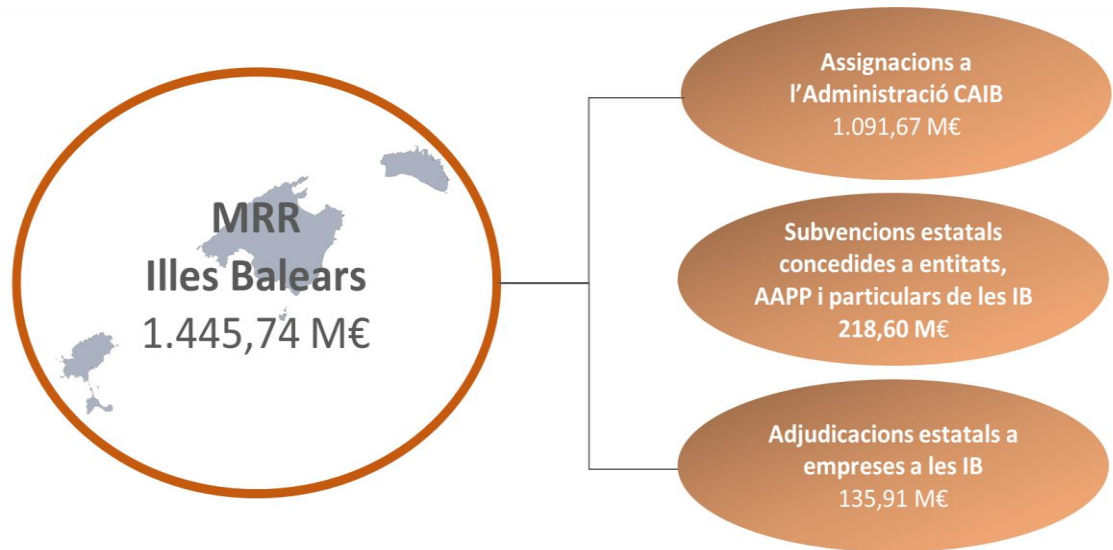 MRR
Illes Balears
1.445,74 M€
Assignacions a
l'Administració CAIB
1.091,67 M€
Subvencions estatals
concedides a entitats,
AAPP i particulars de les IB
218,60 M€
Adjudicacions estatals a
empreses a les IB
135,91 M€